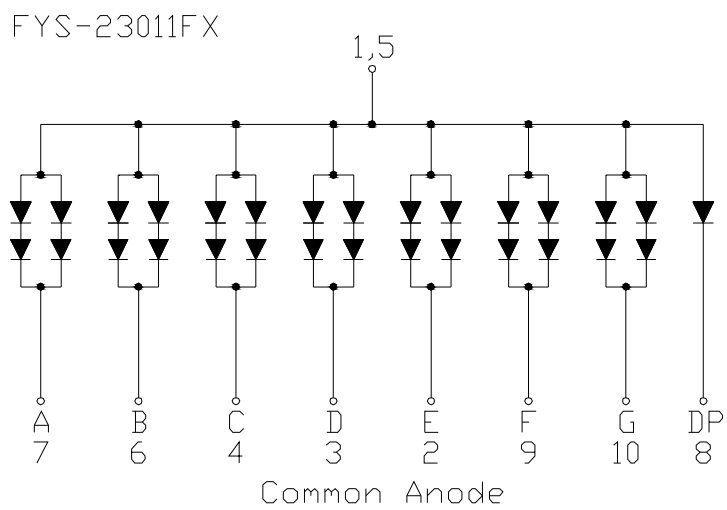 FYS-23011FX
1,5
A B C D E F G DP
7 6 4 3 2 9 10 8
Common Anode